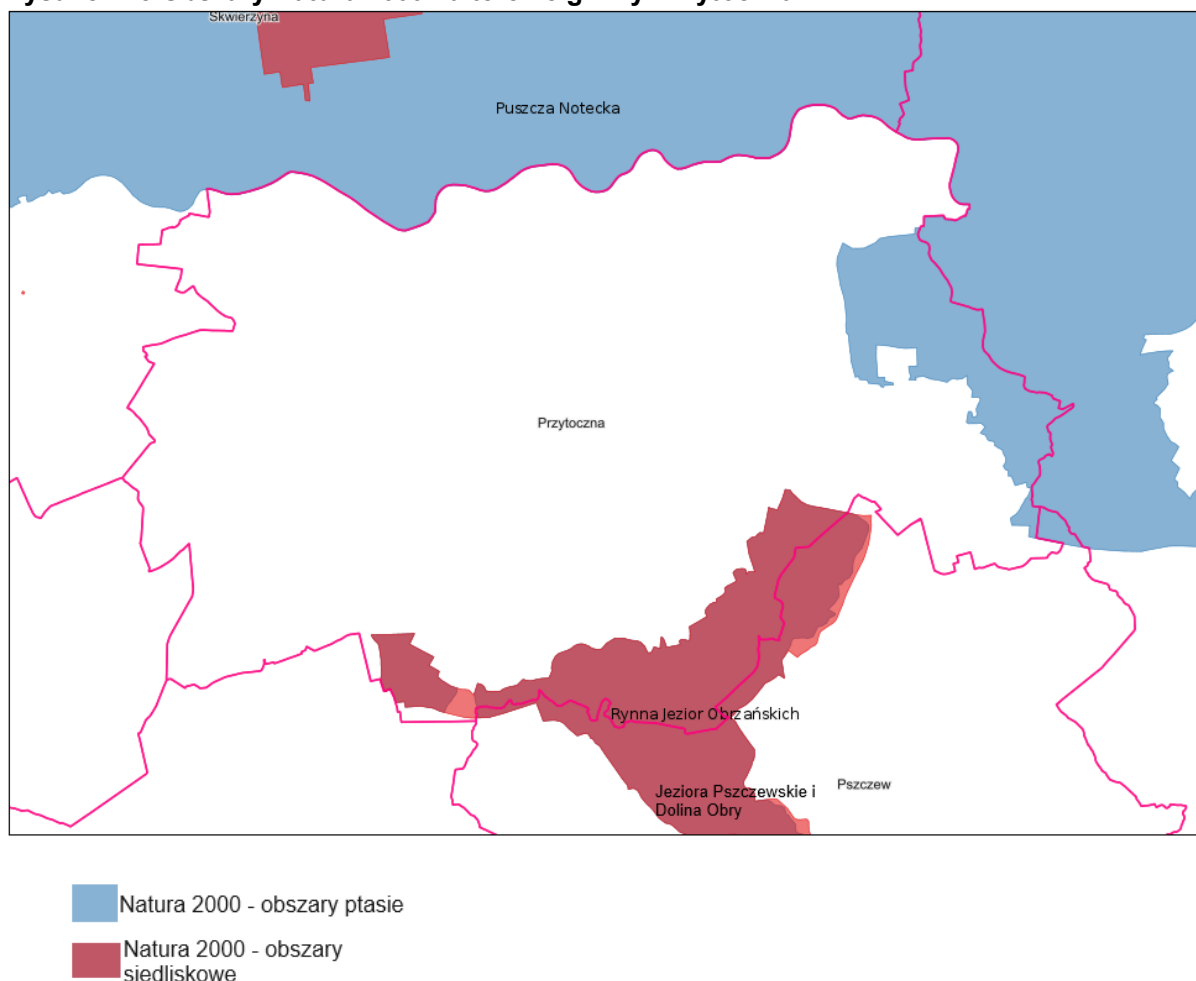 Skwierzyna
Puszcza Notecka
Przytoczna
Rynna Jezior Obrzańskich
Jeziora Pszczewskie i
Dolina Obry
Pszczew
Natura 2000 - obszary ptasie
Natura 2000 - obszary
siedliskowe